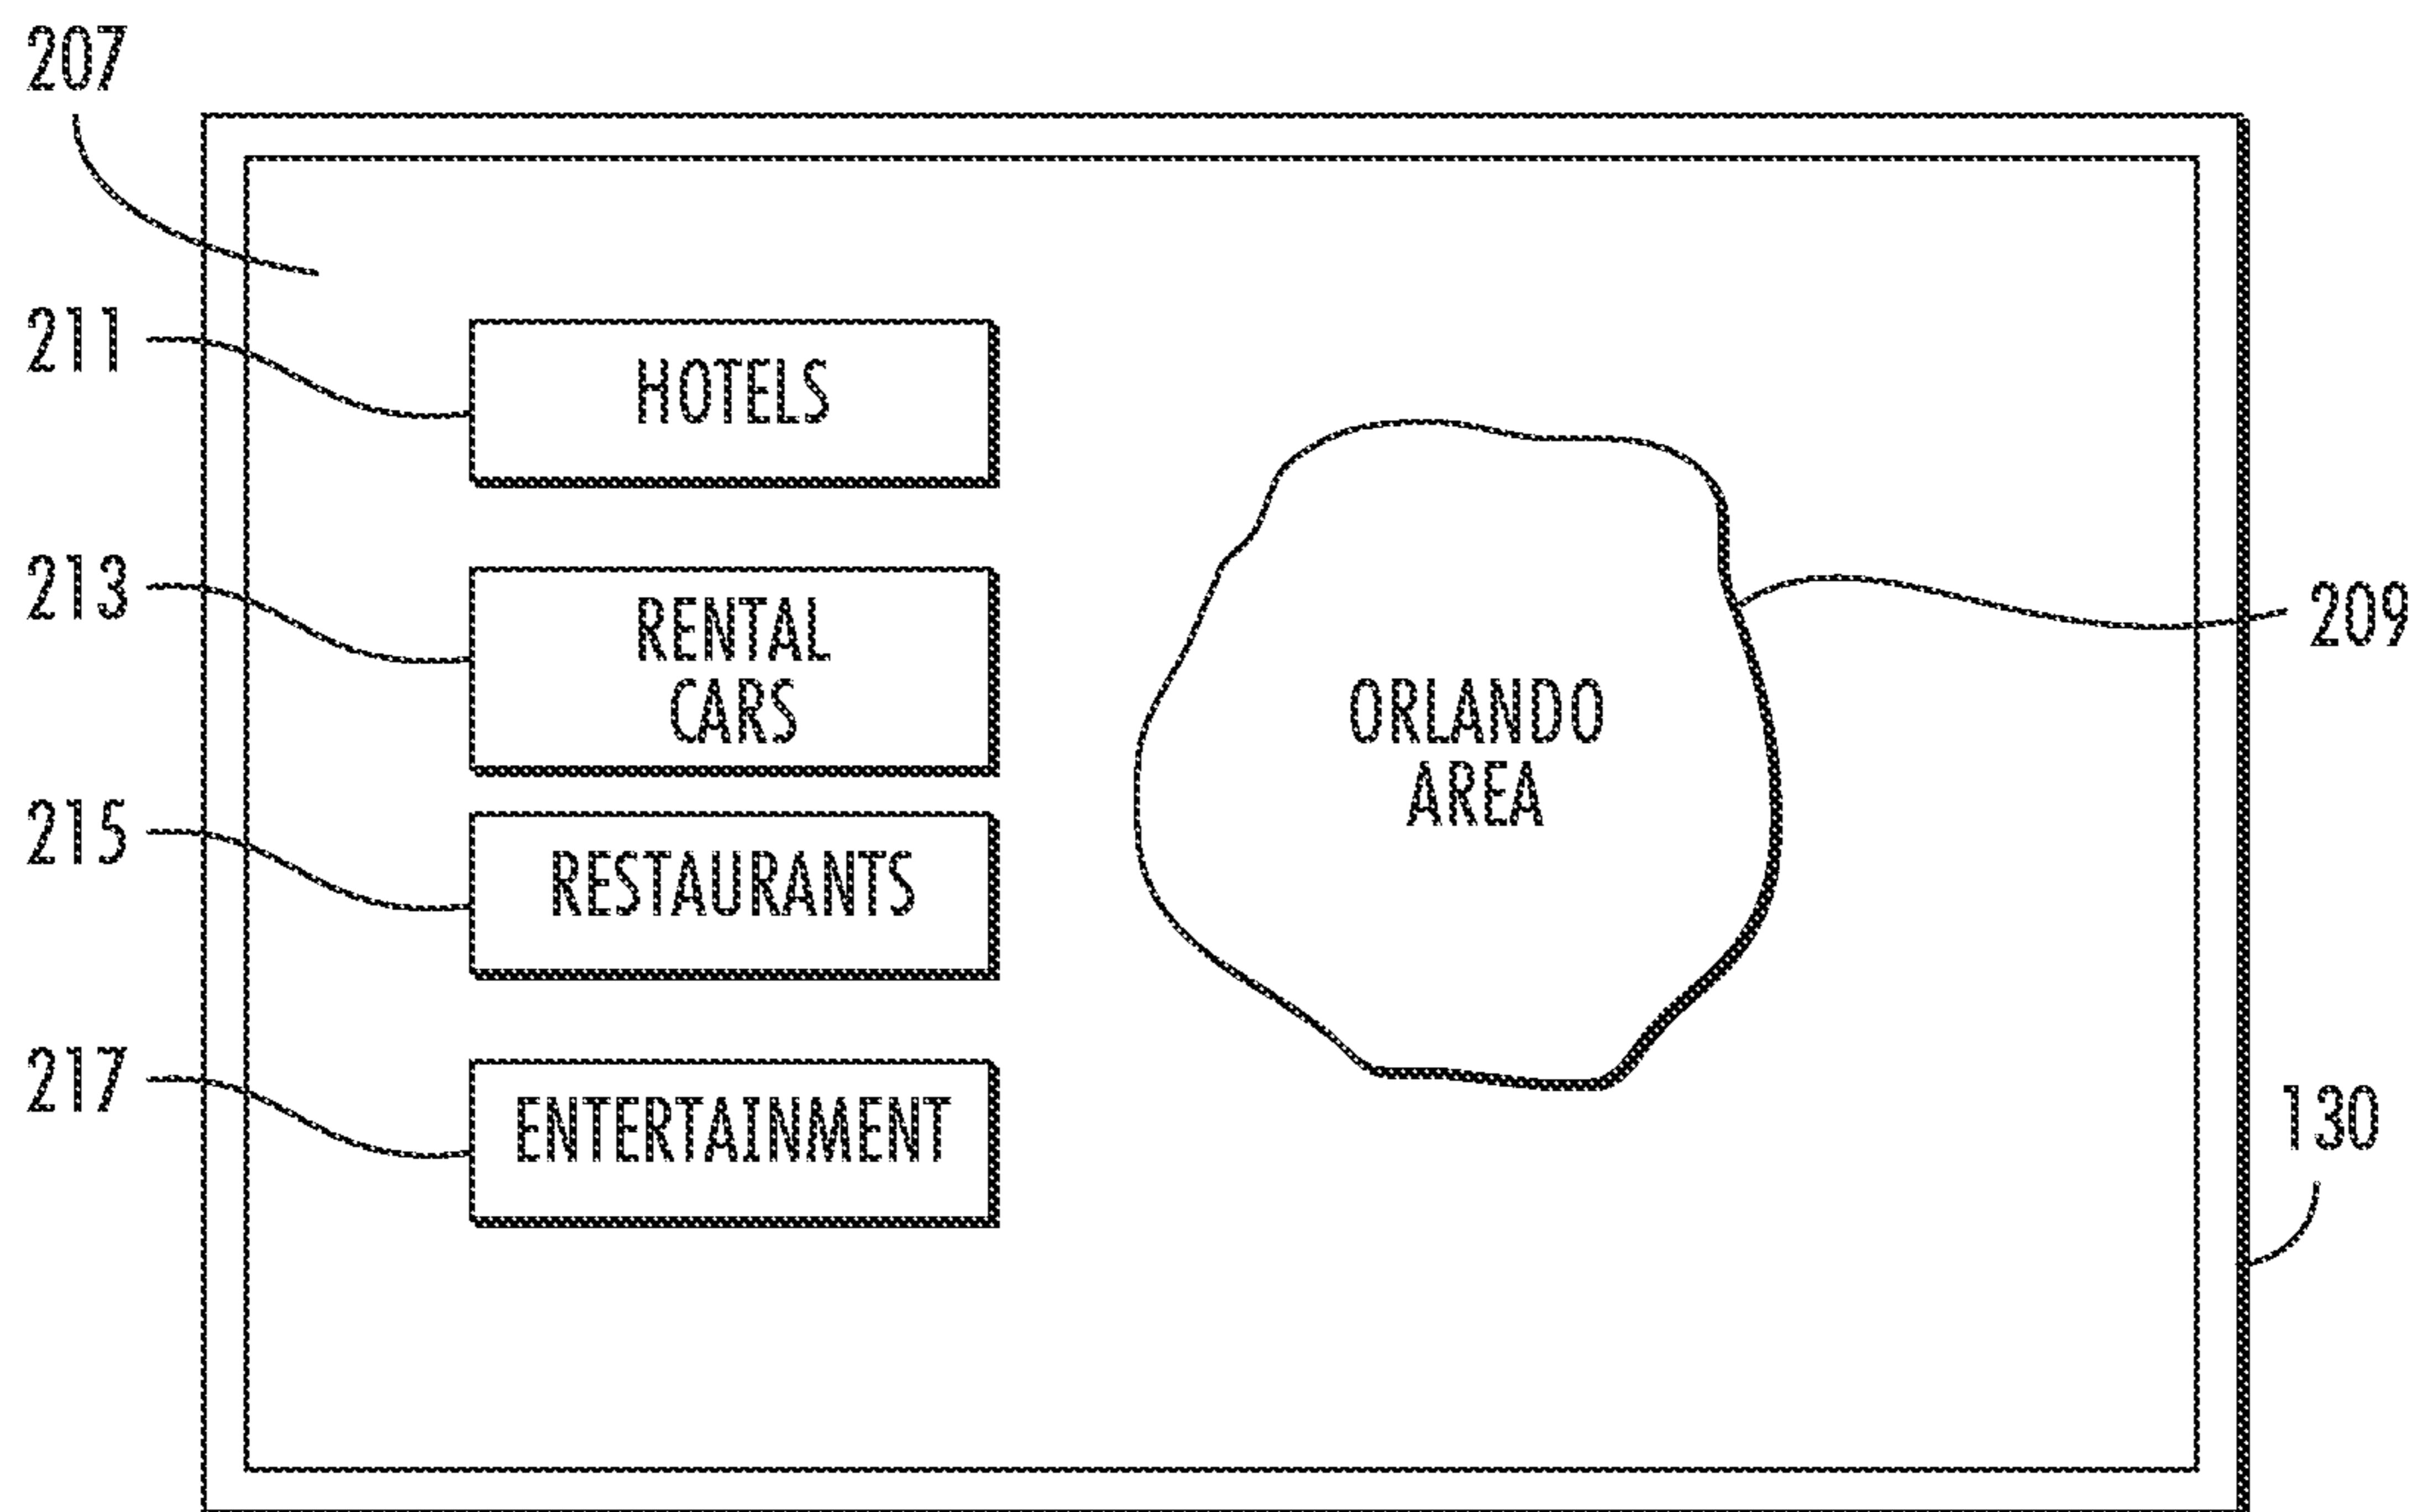 207
211
HOTELS
213
RENTAL
CARS
209
ORLANDO
AREA
215
RESTAURANTS
217
ENTERTAINMENT
130